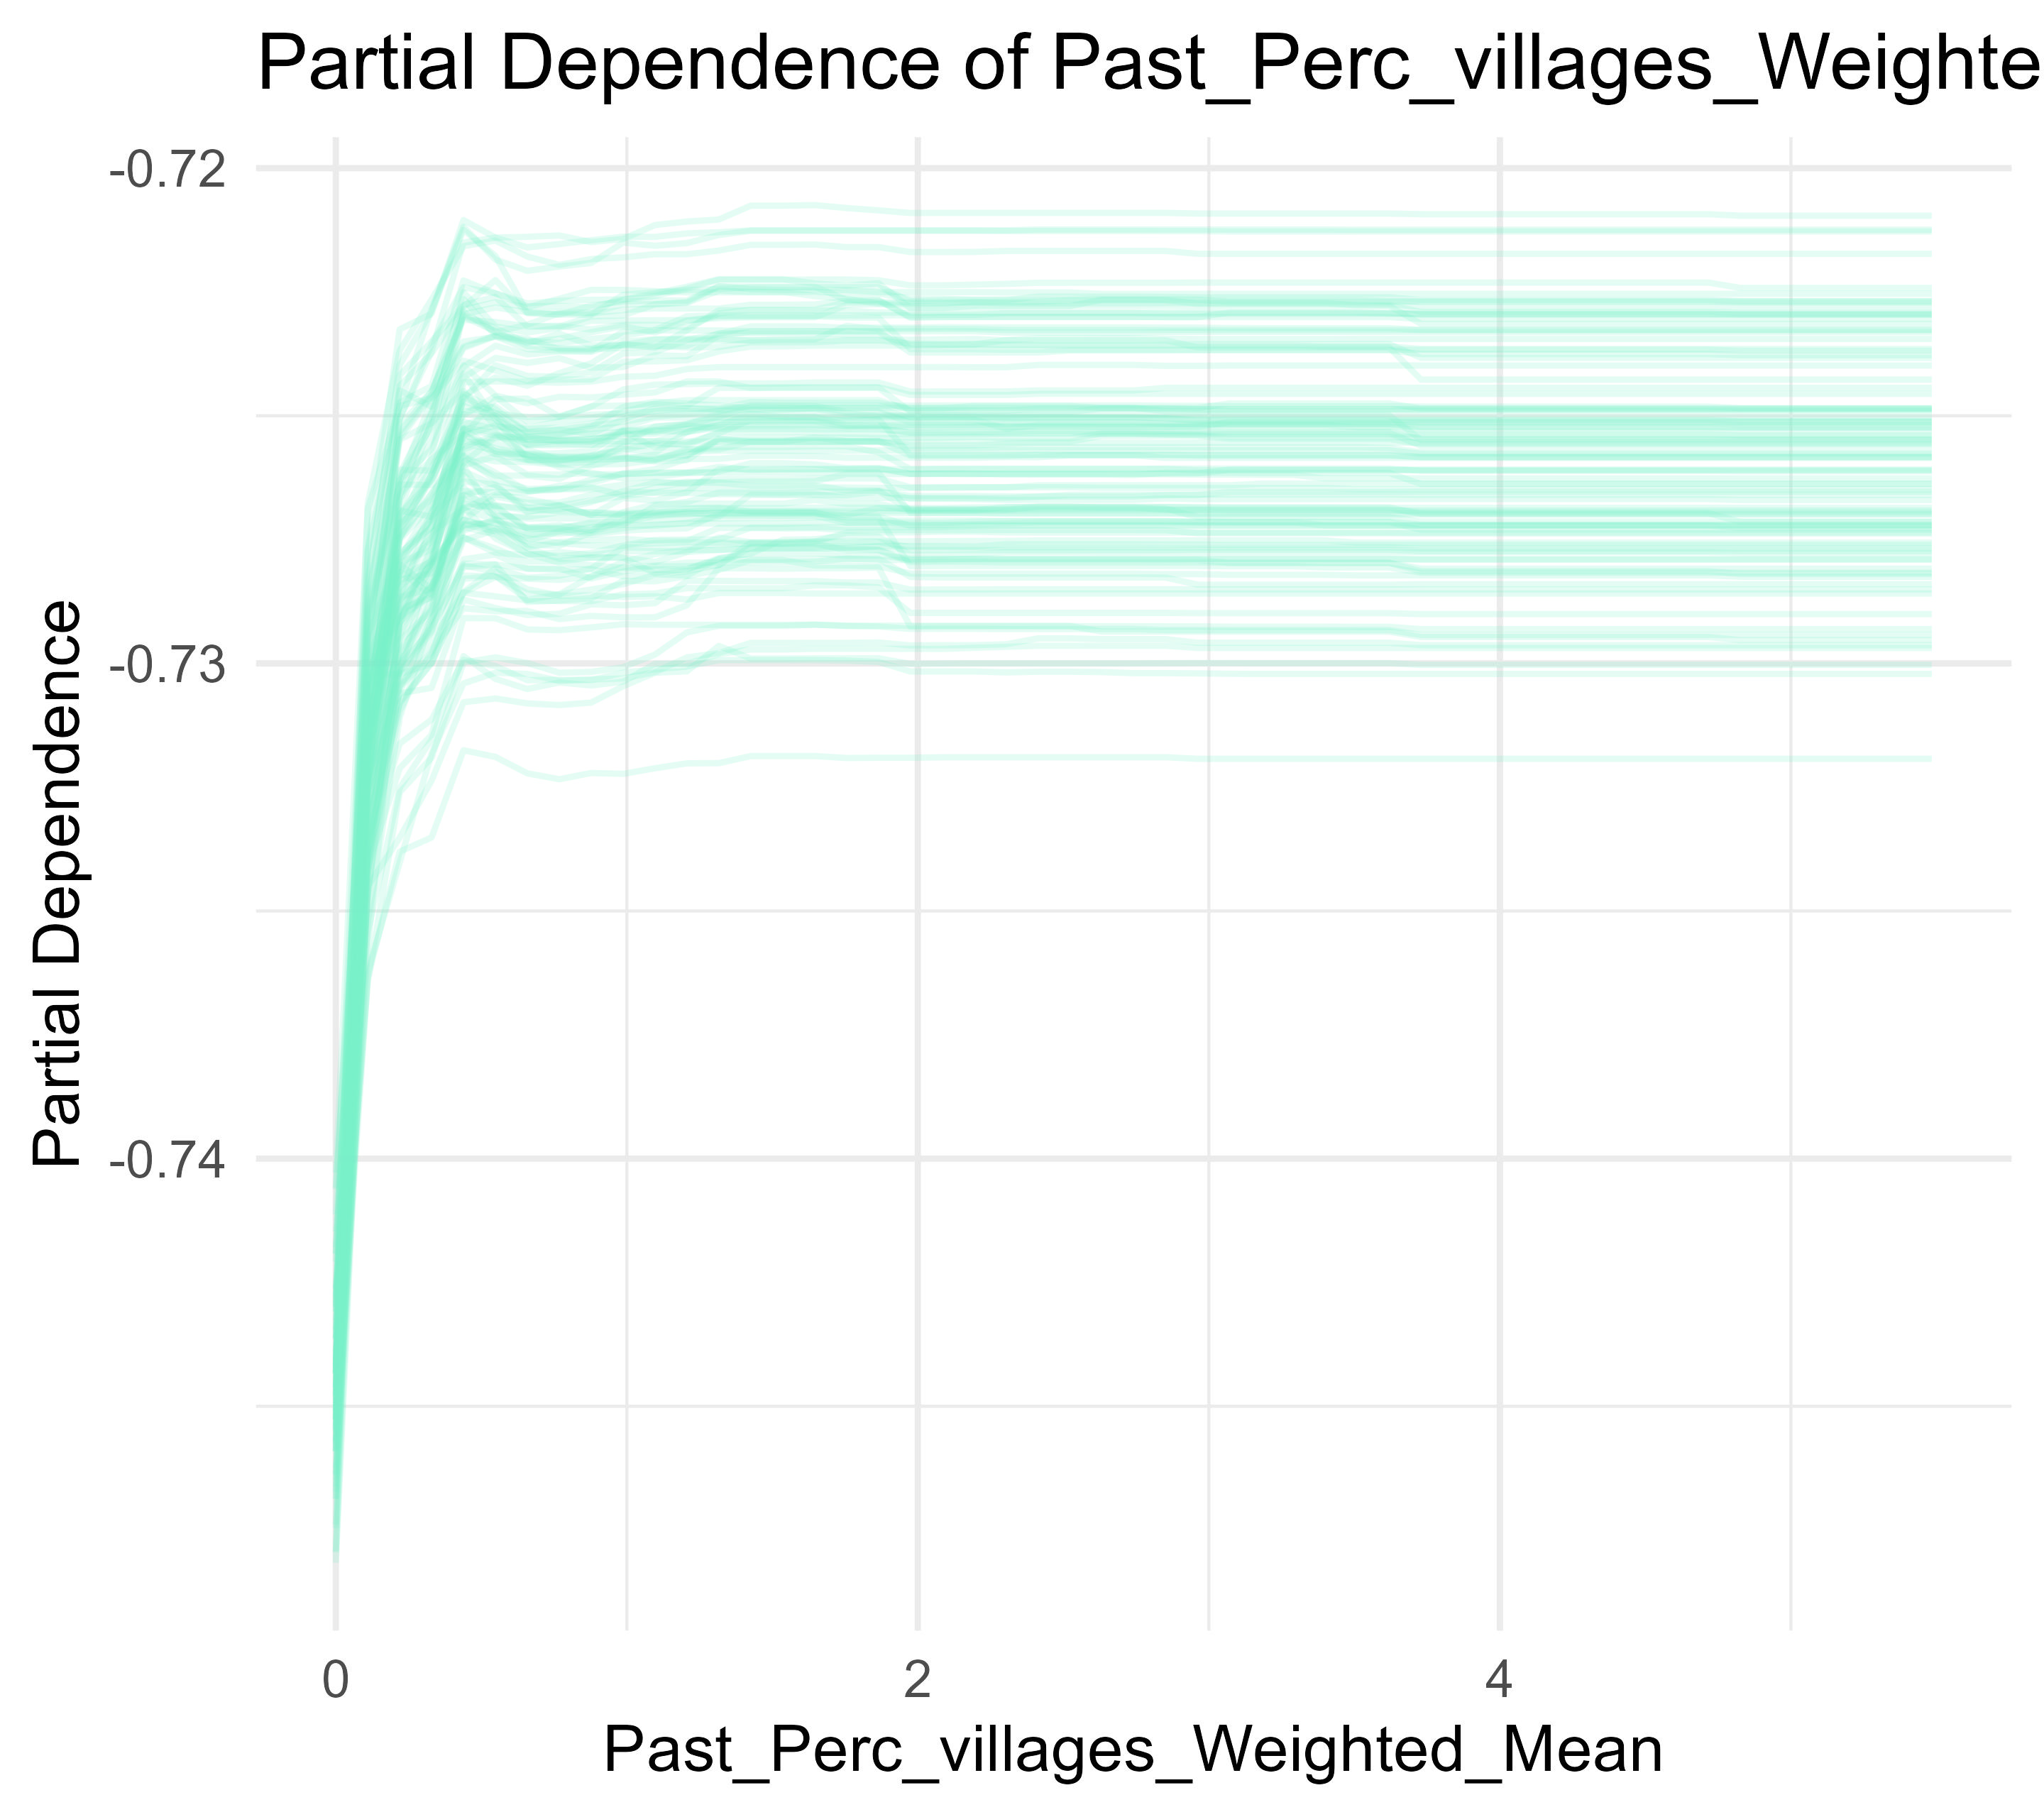 Partial Dependence of Past_Perc_villages_Weighte
-0.72
-0.73
-0.74
Partial Dependence
0 2 4
Past_Perc_villages_Weighted_Mean